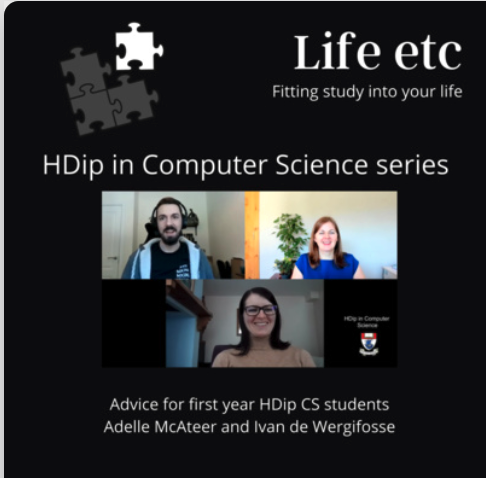 Life etc
Fitting study into your life
HDip in Computer Science series
HDip in Computer
Science
Advice for first year HDip CS students
Adelle McAteer and Ivan de Wergifosse